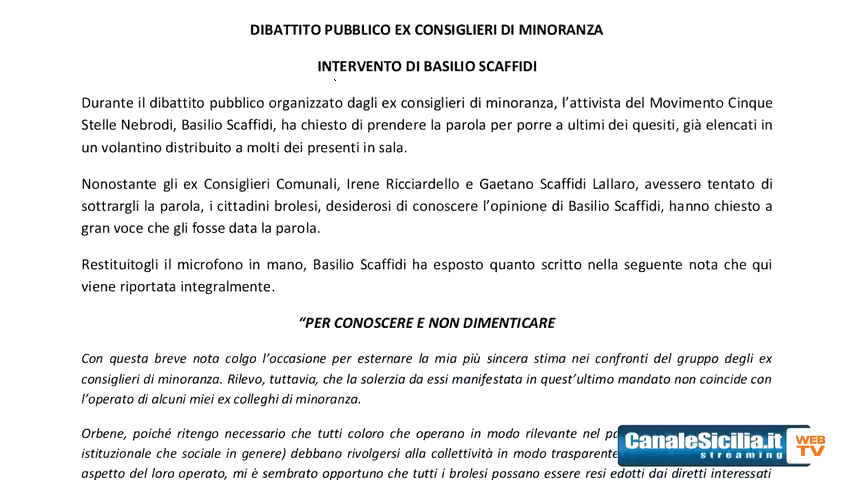 DIBATTITO PUBBLICO EX CONSIGLIERI DI MINORANZA
INTERVENTO DI BASILIO SCAFFIDI
Durante il dibattito pubblico organizzato dagli ex consiglieri di minoranza, l’attivista del Movimento Cinque
Stelle Nebrodi, Basilio Scaffidi, ha chiesto di prendere la parola per porre a ultimi dei quesiti, già elencati in
un volantino distribuito a molti dei presenti in sala.
Nonostante gli ex Consiglieri Comunali, Irene Ricciardello e Gaetano Scaffidi Lallaro, avessero tentato di
sottrargli la parola, i cittadini brolesi, desiderosi di conoscere l’opinione di Basilio Scaffidi, hanno chiesto a
gran voce che gli fosse data la parola.
Restituitogli il microfono in mano, Basilio Scaffidi ha esposto quanto scritto nella seguente nota che qui
viene riportata integralmente.
“PER CONOSCERE E NON DIMENTICARE
Con questa breve nota colgo l’occasione per esternare la mia più sincera stima nei confronti del gruppo degli ex
consiglieri di minoranza. Rilevo, tuttavia, che la solerzia da essi manifestata in quest’ultimo mandato non coincide con
l’operato di alcuni miei ex colleghi di minoranza.
Orbene, poiché ritengo necessario che tutti coloro che operano in modo rilevante nel
istituzionale che sociale in genere) debbano rivolgersi alla collettività in modo trasparente
aspetto del loro operato, mi è sembrato opportuno che tutti i brolesi possano essere resi edotti dai diretti interessati
CanaleSicilia.it
streaming
WEB
TV